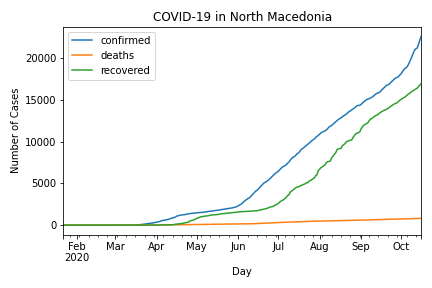 COVID-19 in North Macedonia
confirmed
deaths
recovered
Number of Cases
20000
15000
10000
5000
0
Feb Mar Apr May Jun Jul Aug Sep Oct
2020
Day